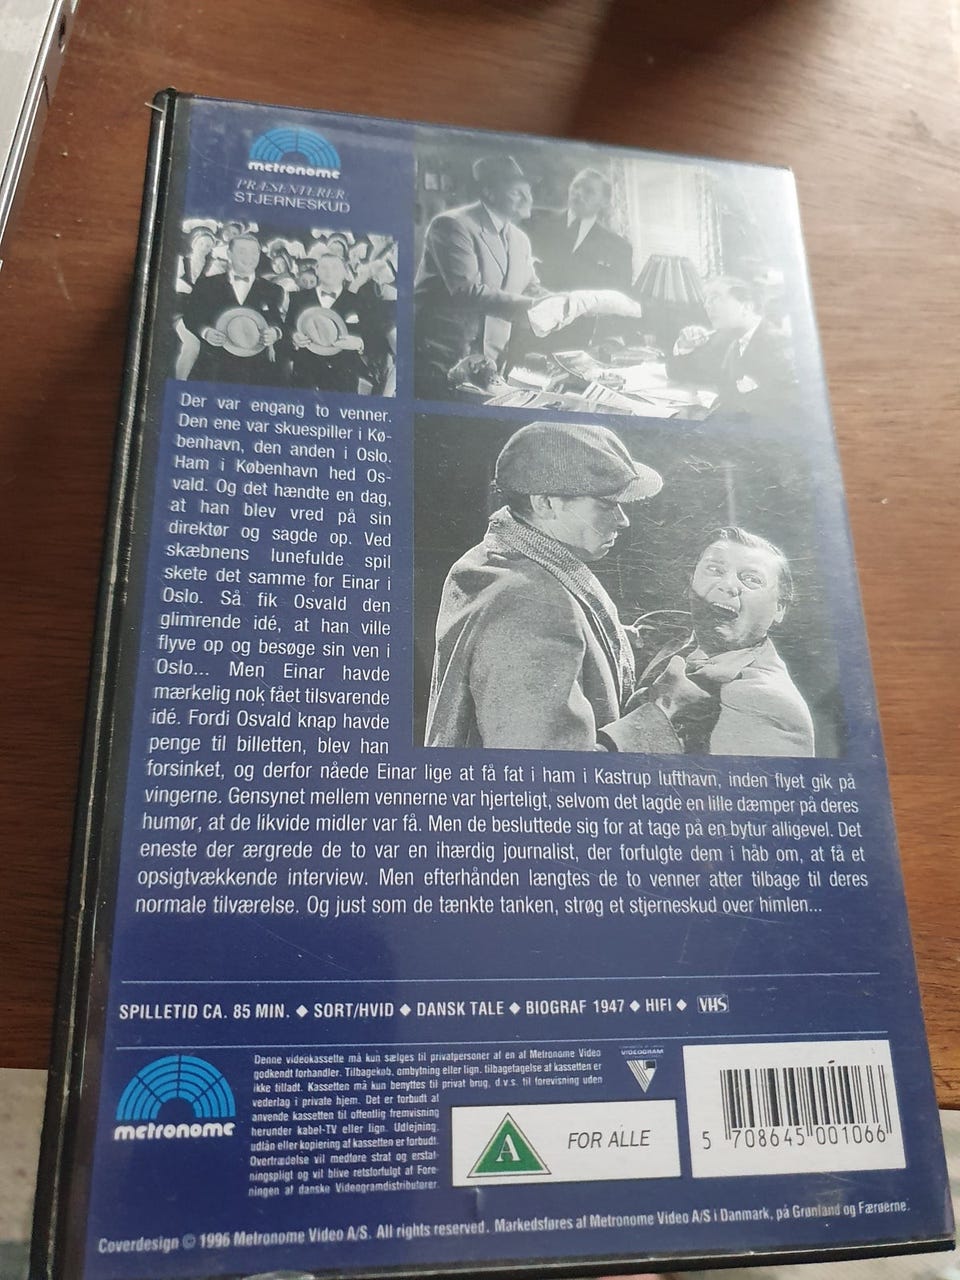 metronome
PRÆSENTERER
STJERNESKUD
Der var engang to venner.
Den ene var skuespiller i Kø-
benhavn, den anden i Oslo.
Ham i København hed Os-
vald. Og det hændte en dag,
at han blev vred på sin
direktør og sagde op. Ved
skæbnens lunefulde spil
skete det samme for Einar i
Oslo. Så fik Osvald den
glimrende idé, at han ville
flyve op og besøge sin ven i
Oslo... Men Einar havde
mærkelig nok fået tilsvarende
idé. Fordi Osvald knap havde
penge til billetten, blev han
forsinket, og derfor nåede Einar lige at få fat i ham i Kastrup lufthavn, inden flyet gik på
vingerne. Gensynet mellem vennerne var hjerteligt, selvom det lagde en lille dæmper på deres
humør, at de likvide midler var få. Men de besluttede sig for at tage på en bytur alligevel. Det
eneste der ærgrede de to var en ihærdig journalist, der forfulgte dem i håb om, at få et
opsigtvækkende interview. Men efterhånden længtes de to venner atter tilbage til deres
normale tilværelse. Og just som de tænkte tanken, strøg et stjerneskud over himlen...
SPILLETID CA. 85 MIN. ◆ SORT/HVID ◆ DANSK TALE ◆ BIOGRAF 1947 ◆ HIFI ◆ VHS
metronome
Denne videokassette må kun sælges til privatpersoner af en af Metronome Video
godkendt forhandler. Tilbagekøb, ombytning eller lign. tilbagetagelse af kassetten er
ikke tilladt. Kassetten må kun benyttes til privat brug, d.v.s. til forevisning uden
vederlag i private hjem. Det er forbudt at
anvende kassetten til offentlig fremvisning
herunder kabel-TV eller lign. Udlejning,
udlån eller kopiering af kassetten er forbudt.
Overtrædelse vil medføre straf og erstat-
ningspligt og vil blive retsforfulgt af Fore-
ningen af danske Videogramdistributører.
VIDEOGRAM
A
FOR ALLE
5 708645 001066
Coverdesign © 1996 Metronome Video A/S. All rights reserved. Markedsføres af Metronome Video A/S i Danmark, på Grønland og Færøerne.